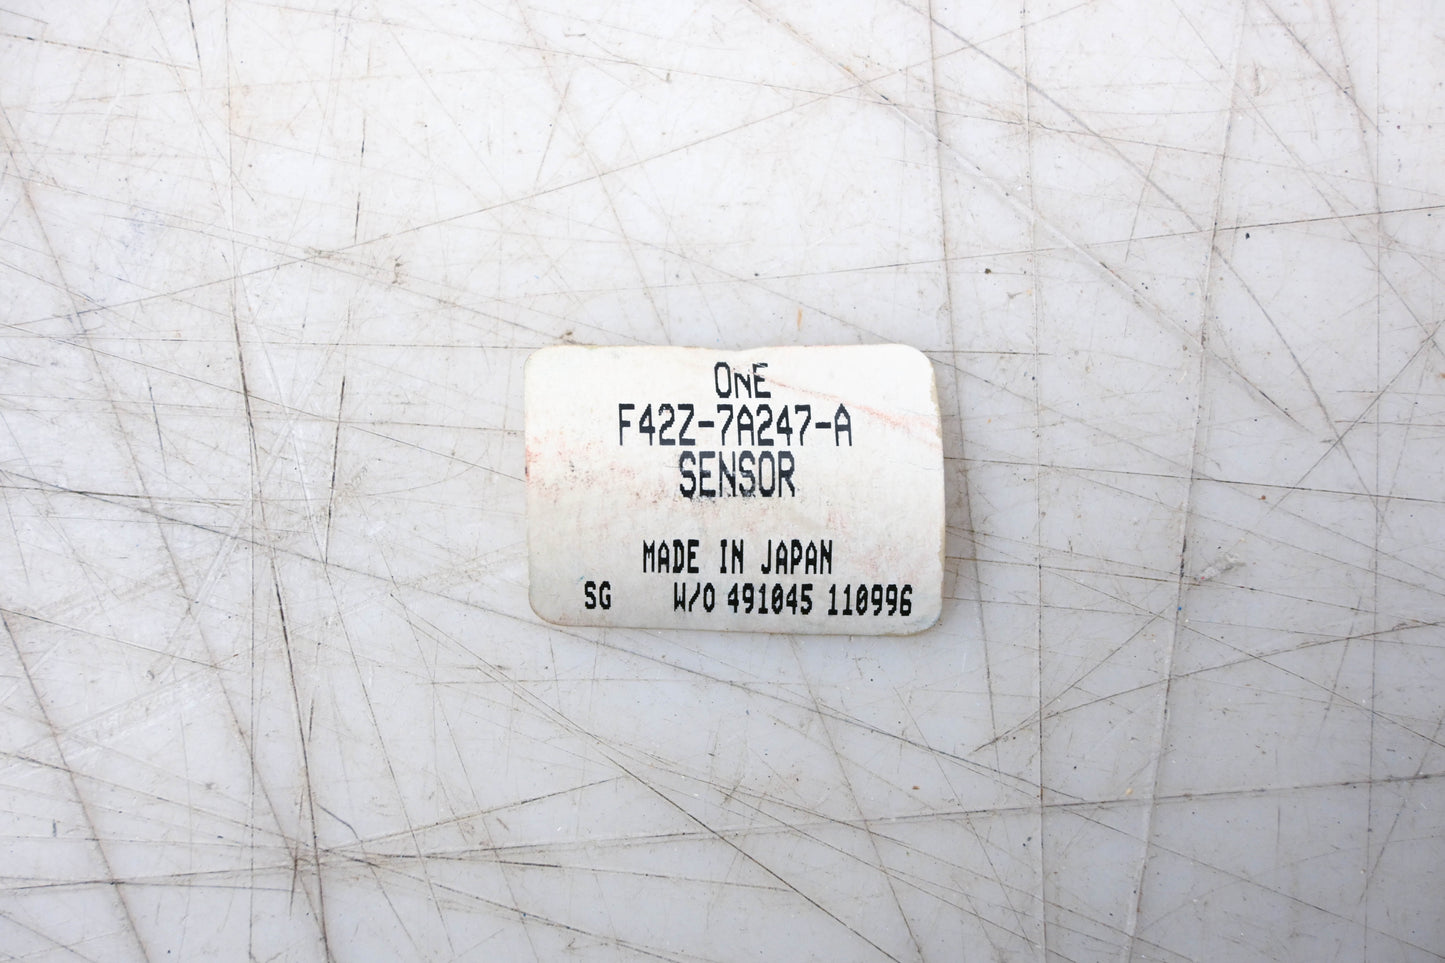 ONE
F42Z-7A247-A
SENSOR
MADE IN JAPAN
SG W/O 491045 110996